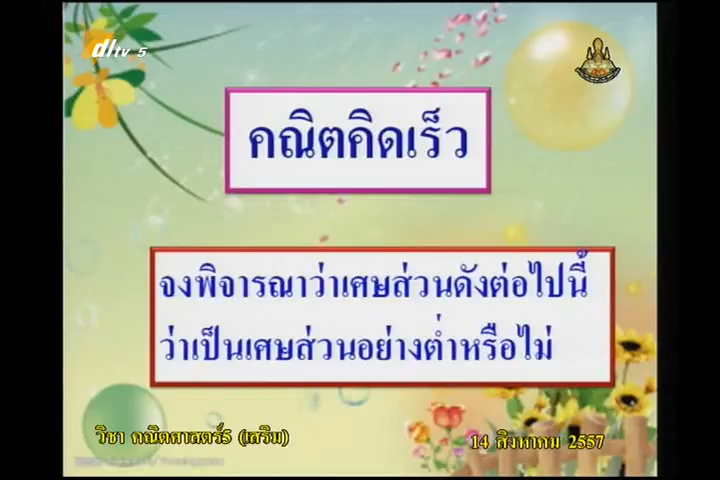 dltv 5
คณิตคิดเร็ว
จงพิจารณาว่าเศษส่วนดังต่อไปนี้
ว่าเป็นเศษส่วนอย่างต่ำหรือไม่
วิชา คณิตศาสตร์5 (เสริม)
14 สิงหาคม 2557